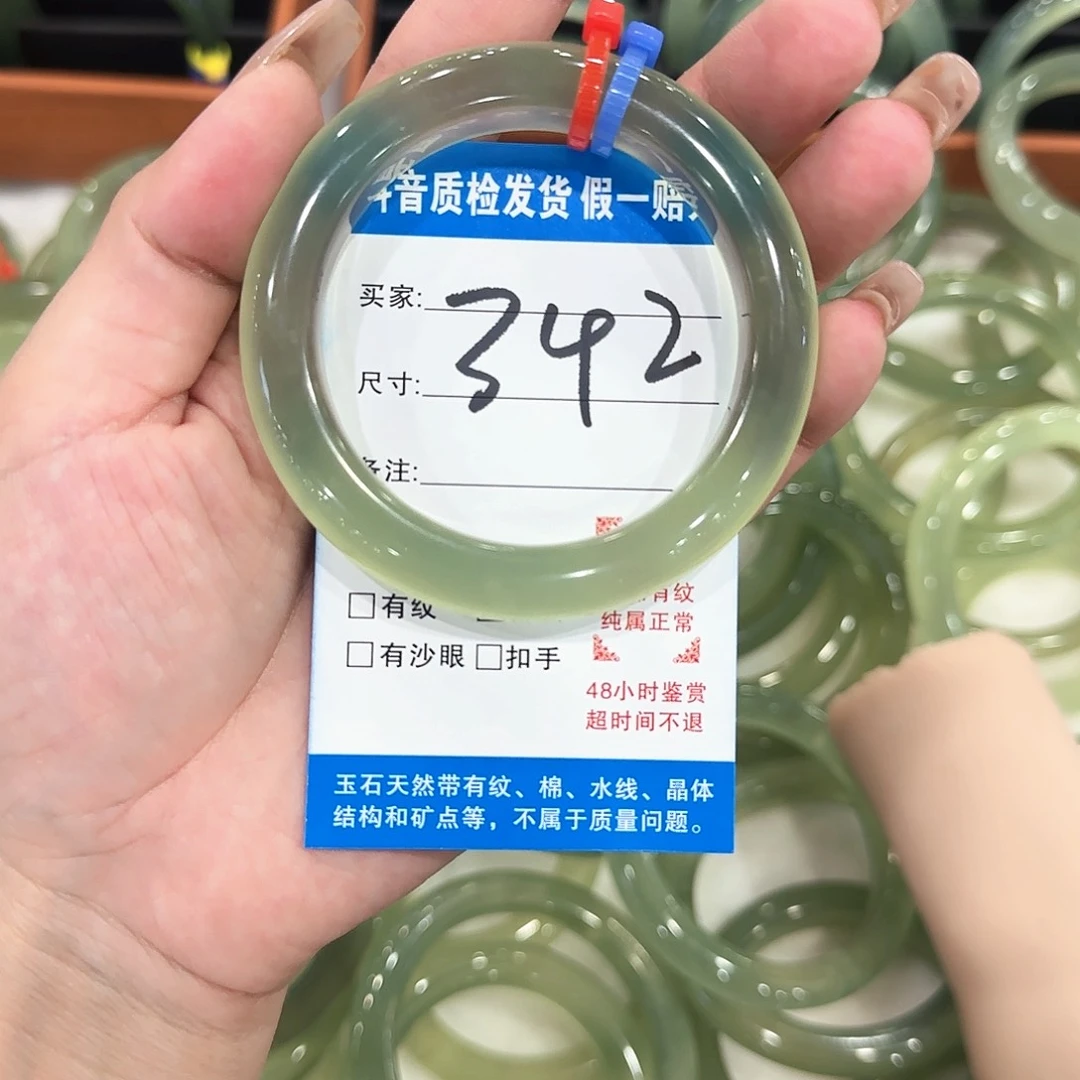 音质检发货 假一赔
买家:
342
尺寸:
备注:
□有纹
有纹
纯属正常
□有沙眼 □扣手
48小时鉴赏
超时间不退
玉石天然带有纹、棉、水线、晶体
结构和矿点等，不属于质量问题。